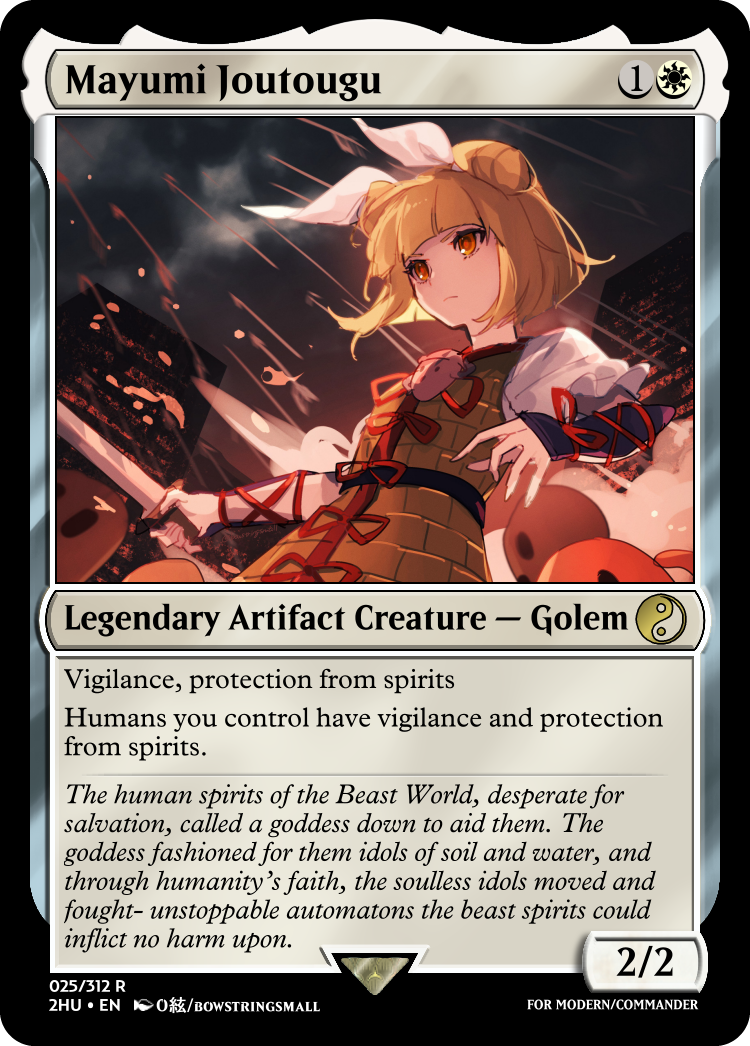 Mayumi Joutougu 1
Legendary Artifact Creature — Golem
Vigilance, protection from spirits
Humans you control have vigilance and protection
from spirits.
The human spirits of the Beast World, desperate for
salvation, called a goddess down to aid them. The
goddess fashioned for them idols of soil and water, and
through humanity's faith, the soulless idols moved and
fought- unstoppable automatons the beast spirits could
inflict no harm upon.
2/2
025/312 R
2HU • EN O絃/BOWSTRINGSMALL
FOR MODERN/COMMANDER